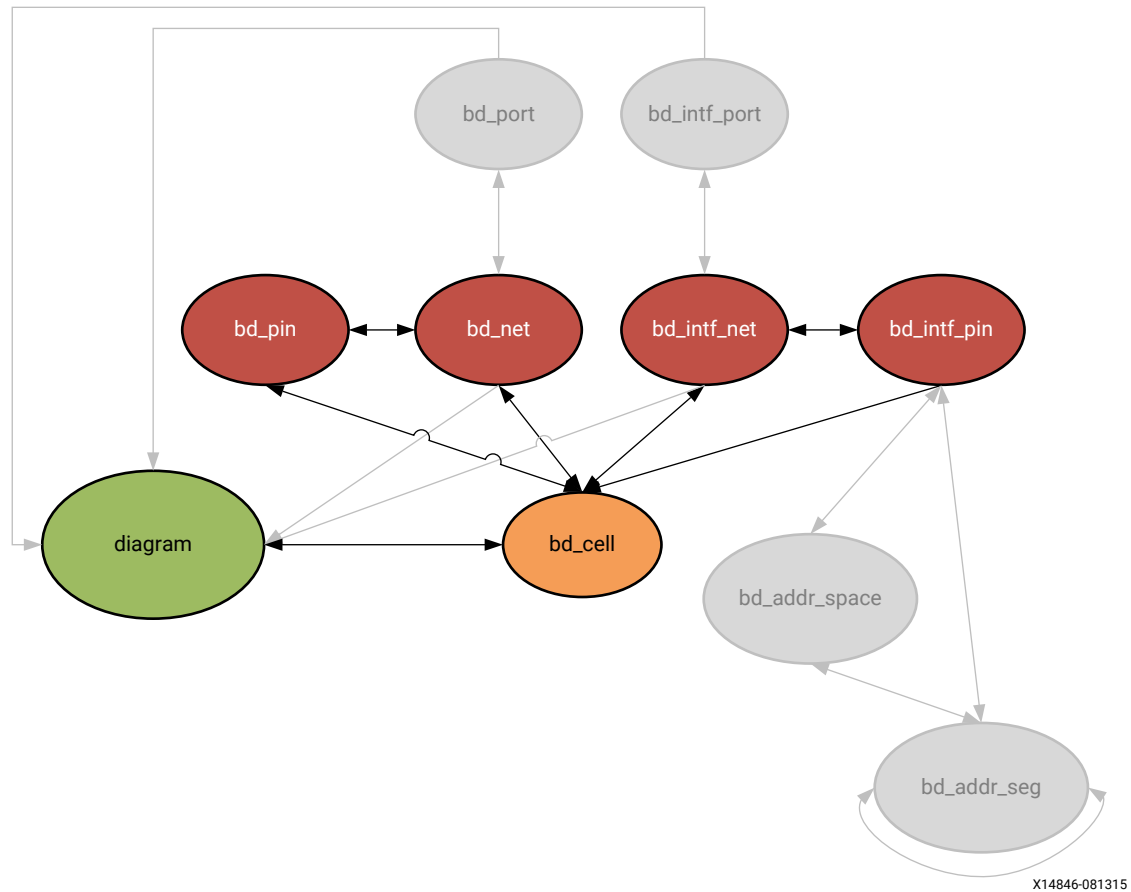 bd_port
bd_intf_port
bd_pin
bd_net
bd_intf_net
bd_intf_pin
diagram
bd_cell
bd_addr_space
bd_addr_seg
X14846-081315